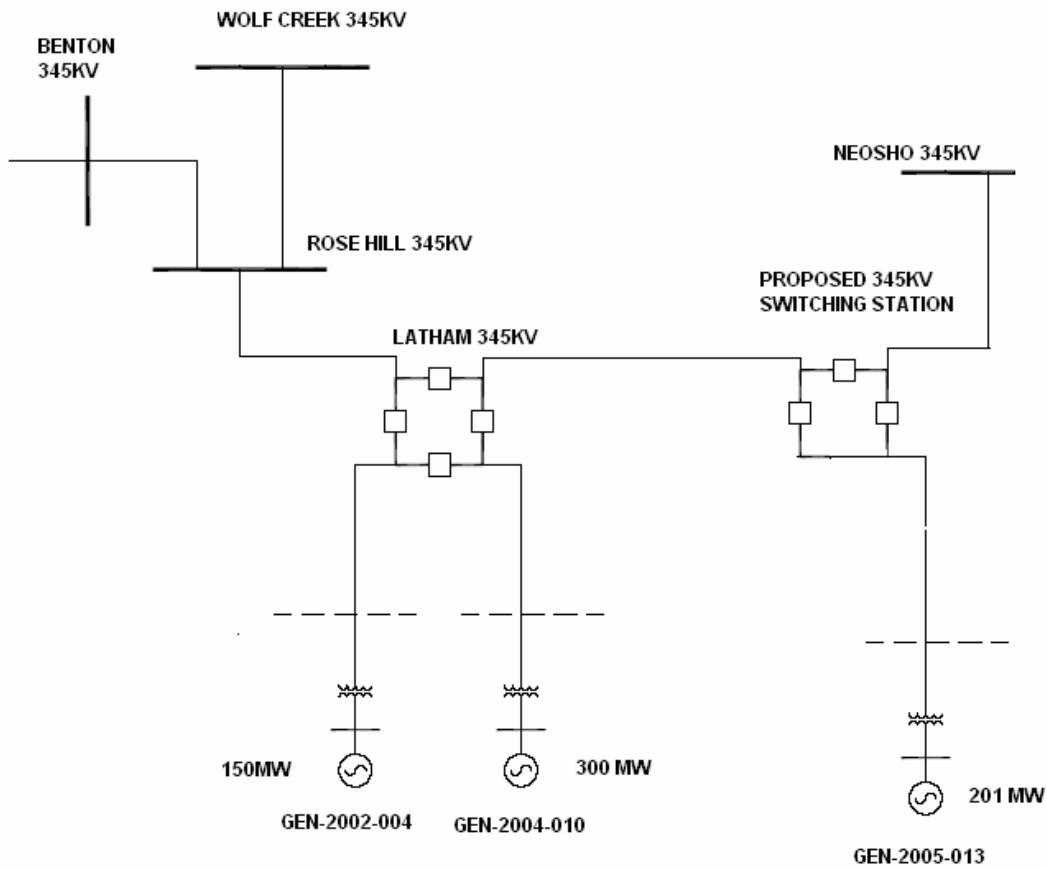 WOLF CREEK 345KV
BENTON
345KV
NEOSHO 345KV
ROSE HILL 345KV
PROPOSED 345KV
SWITCHING STATION
LATHAM 345KV
150MW
300 MW
201 MW
GEN-2002-004
GEN-2004-010
GEN-2005-013